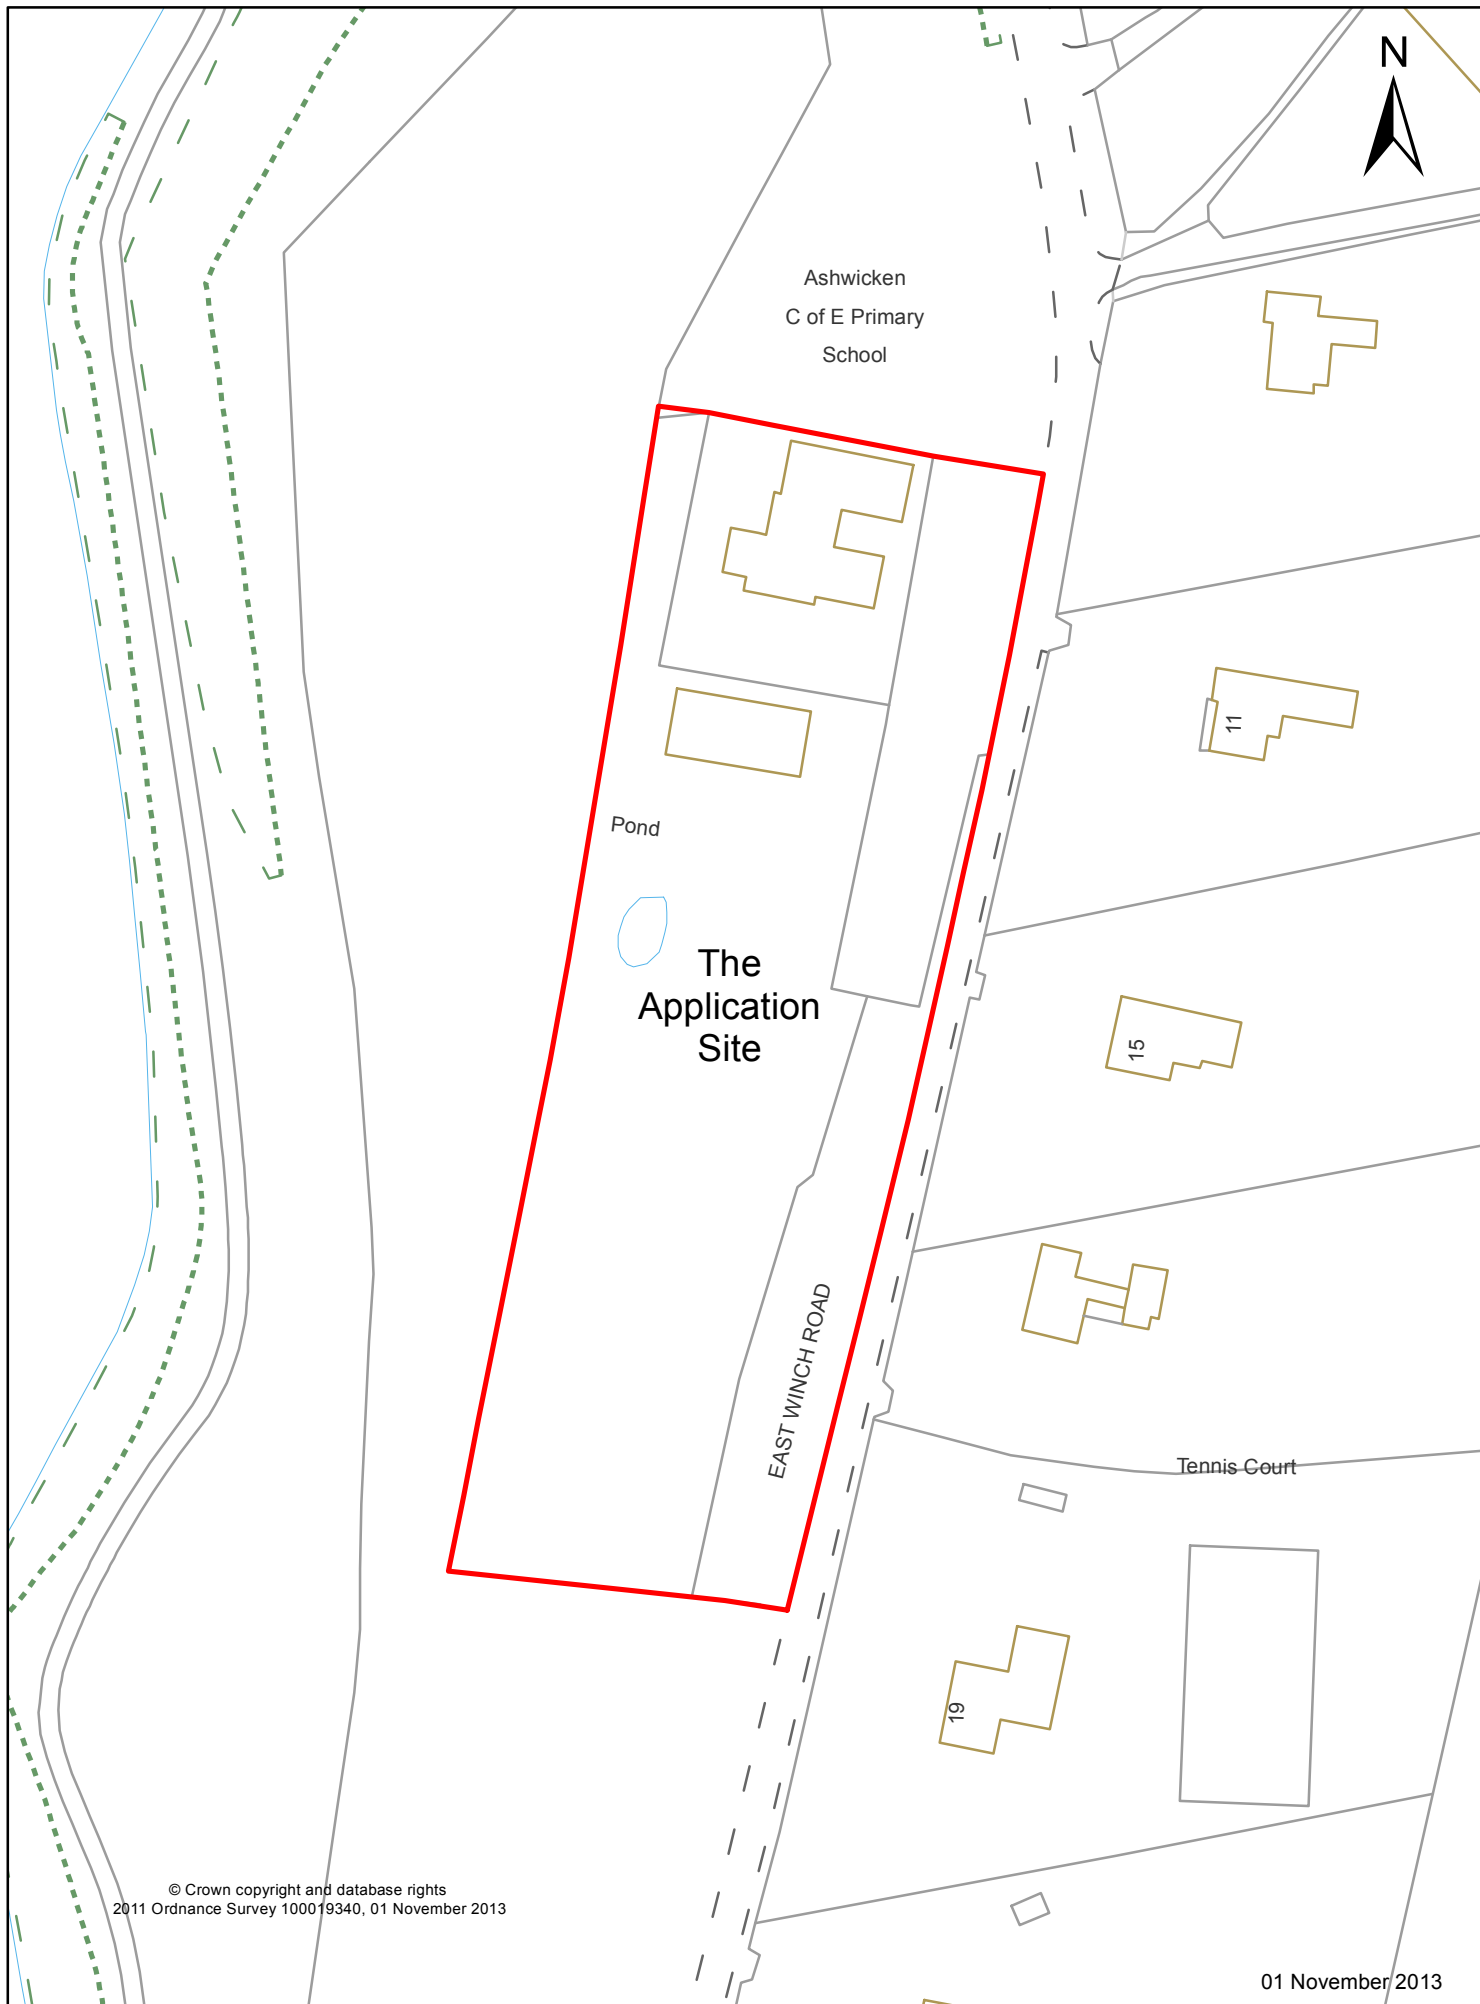 N
Ashwicken
C of E Primary
School
11
Pond
The
Application
Site
15
EAST WINCH ROAD
Tennis Court
19
© Crown copyright and database rights
2011 Ordnance Survey 100019340, 01 November 2013
01 November 2013